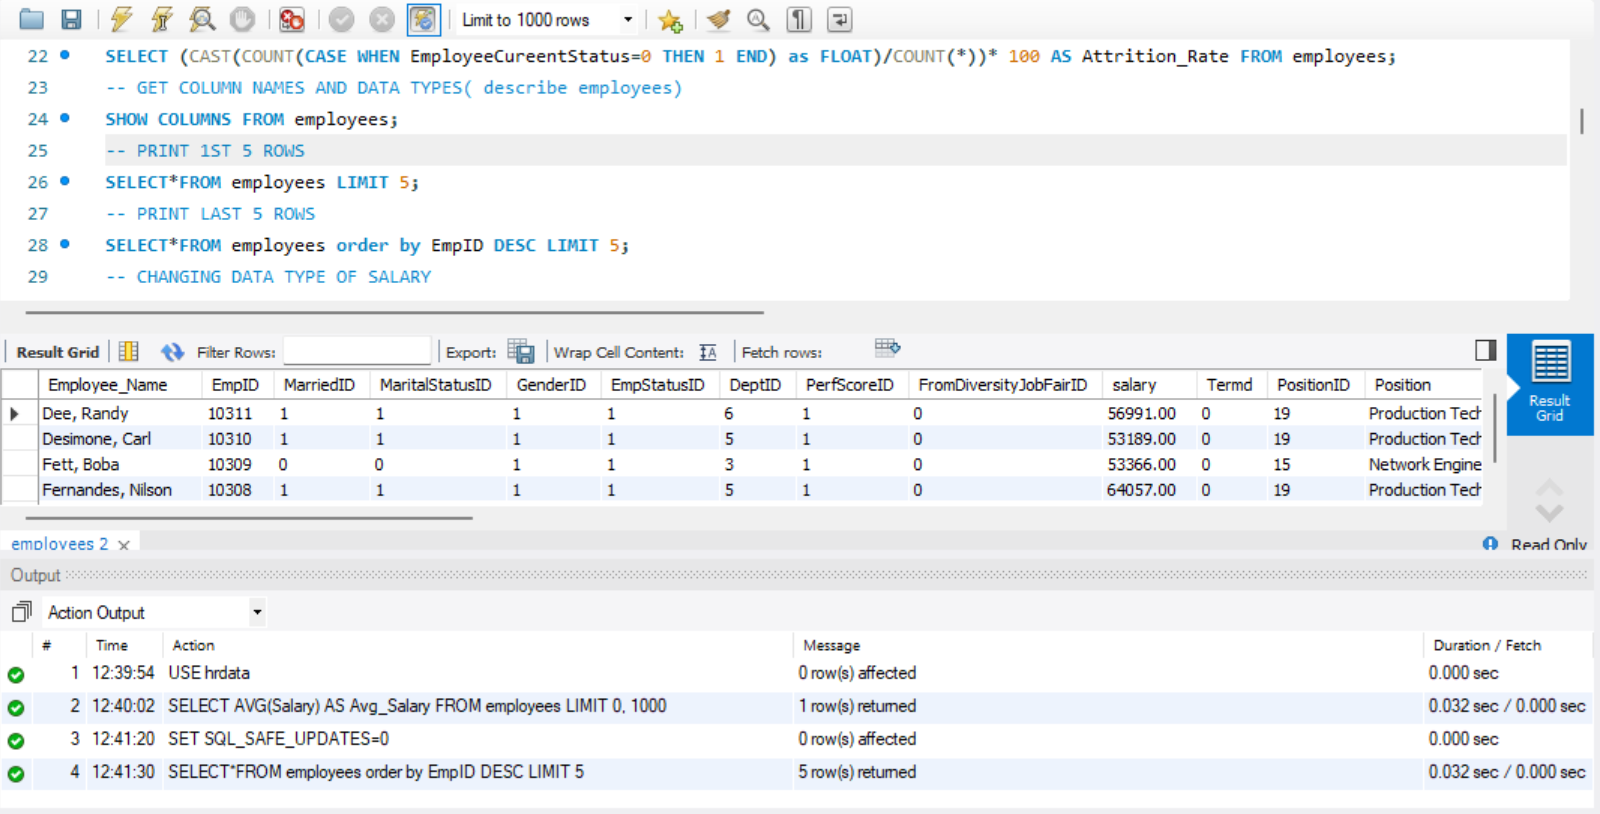 Limit to 1000 rows
22 SELECT (CAST(COUNT(CASE WHEN EmployeeCureentStatus=0 THEN 1 END) as FLOAT)/COUNT(*))* 100 AS Attrition_Rate FROM employees;
23 -- GET COLUMN NAMES AND DATA TYPES( describe employees)
24 SHOW COLUMNS FROM employees;
25 -- PRINT 1ST 5 ROWS
26 SELECT*FROM employees LIMIT 5;
27 -- PRINT LAST 5 ROWS
28 SELECT*FROM employees order by EmpID DESC LIMIT 5;
29 -- CHANGING DATA TYPE OF SALARY
Result Grid Filter Rows: Export: Wrap Cell Content: IA Fetch rows:
Employee_Name EmpID MarriedID MaritalStatusID GenderID EmpStatusID DeptID PerfScoreID FromDiversityJobFairID salary Termd PositionID Position
Dee, Randy 10311 1 1 1 1 6 1 0 56991.00 0 19 Production Tech
Desimone, Carl 10310 1 1 1 1 5 1 0 53189.00 0 19 Production Tech
Fett, Boba 10309 0 0 1 1 3 1 0 53366.00 0 15 Network Engine
Fernandes, Nilson 10308 1 1 1 1 5 1 0 64057.00 0 19 Production Tech
Result
Grid
employees 2
Read Only
Output
Action Output
# Time Action Message Duration / Fetch
1 12:39:54 USE hrdata 0 row(s) affected 0.000 sec
2 12:40:02 SELECT AVG(Salary) AS Avg_Salary FROM employees LIMIT 0, 1000 1 row(s) returned 0.032 sec / 0.000 sec
3 12:41:20 SET SQL_SAFE_UPDATES=0 0 row(s) affected 0.000 sec
4 12:41:30 SELECT*FROM employees order by EmpID DESC LIMIT 5 5 row(s) returned 0.032 sec / 0.000 sec